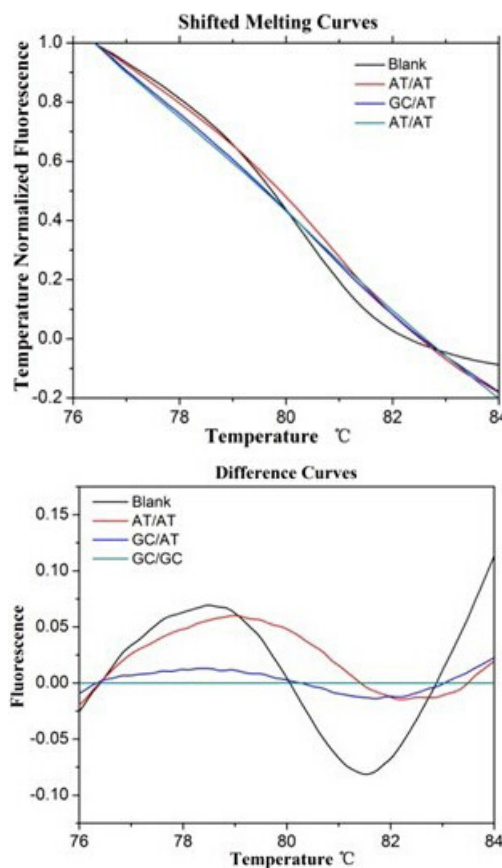 Shifted Melting Curves
Temperature Normalized Fluorescence
1.0
0.8
0.6
0.4
0.2
0.0
-0.2
Blank
AT/AT
GC/AT
AT/AT
76
78
80
82
84
Temperature ℃
Difference Curves
Fluorescence
0.15
0.10
0.05
0.00
-0.05
-0.10
Blank
AT/AT
GC/AT
GC/GC
76
78
80
82
84
Temperature ℃